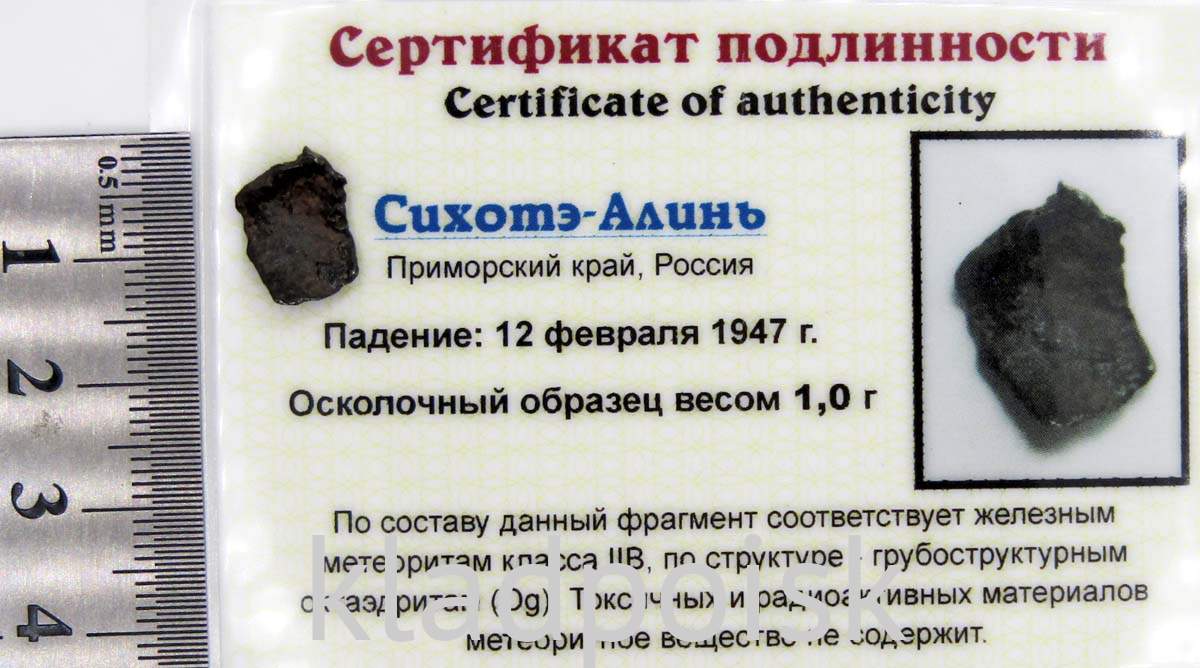 Сертификат подлинности
Certificate of authenticity
0.5 mm
1
2
3
4
Сихотэ-Алинь
Приморский край, Россия
Падение: 12 февраля 1947 г.
Осколочный образец весом 1,0 г
По составу данный фрагмент соответствует железным
метеоритам класса IIB, по структуре - грубоструктурным
октаэдритам (Og). Токсичных и радиоактивных материалов
метеоритное вещество не содержит.
kladpoisk